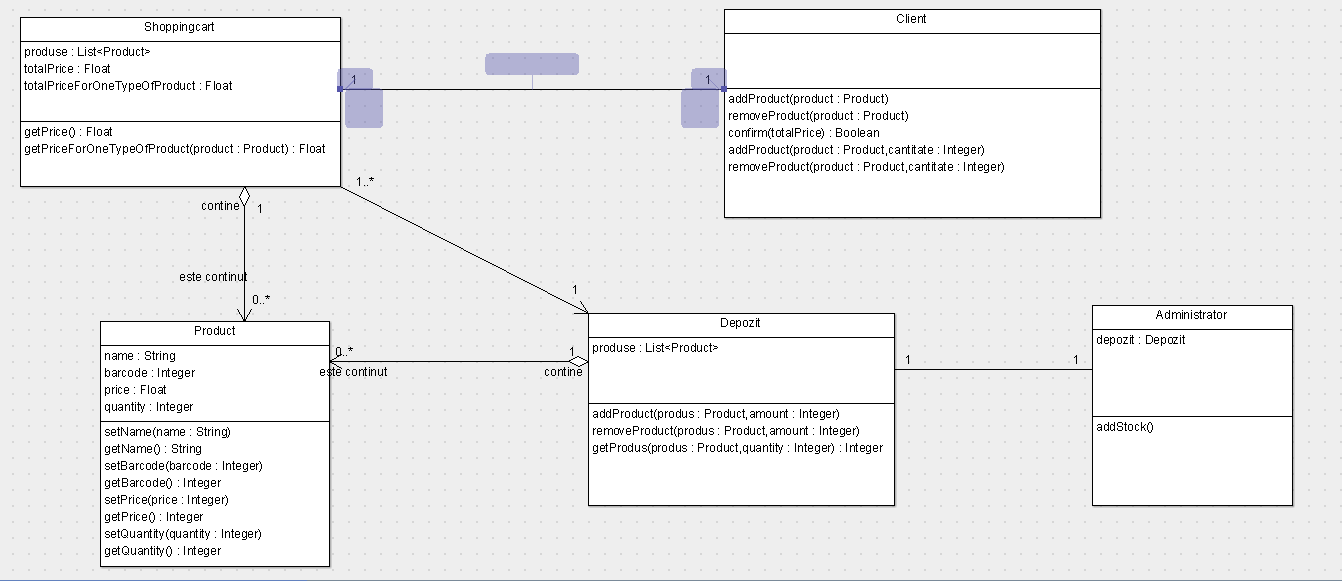 Shoppingcart
produse : List<Product>
totalPrice : Float
totalPriceForOneTypeOfProduct : Float
getPrice() : Float
getPriceForOneTypeOfProduct(product : Product) : Float
1
1
Client
addProduct(product : Product)
removeProduct(product : Product)
confirm(totalPrice) : Boolean
addProduct(product : Product,cantitate : Integer)
removeProduct(product : Product,cantitate : Integer)
contine
1
1..*
este continut
0..*
1
Product
name : String
barcode : Integer
price : Float
quantity : Integer
setName(name : String)
getName() : String
setBarcode(barcode : Integer)
getBarcode() : Integer
setPrice(price : Integer)
getPrice() : Integer
setQuantity(quantity : Integer)
getQuantity() : Integer
0..*
este continut
1
contine
Depozit
produse : List<Product>
addProduct(produs : Product,amount : Integer)
removeProduct(produs : Product,amount : Integer)
getProdus(produs : Product,quantity : Integer) : Integer
1
1
Administrator
depozit : Depozit
addStock()